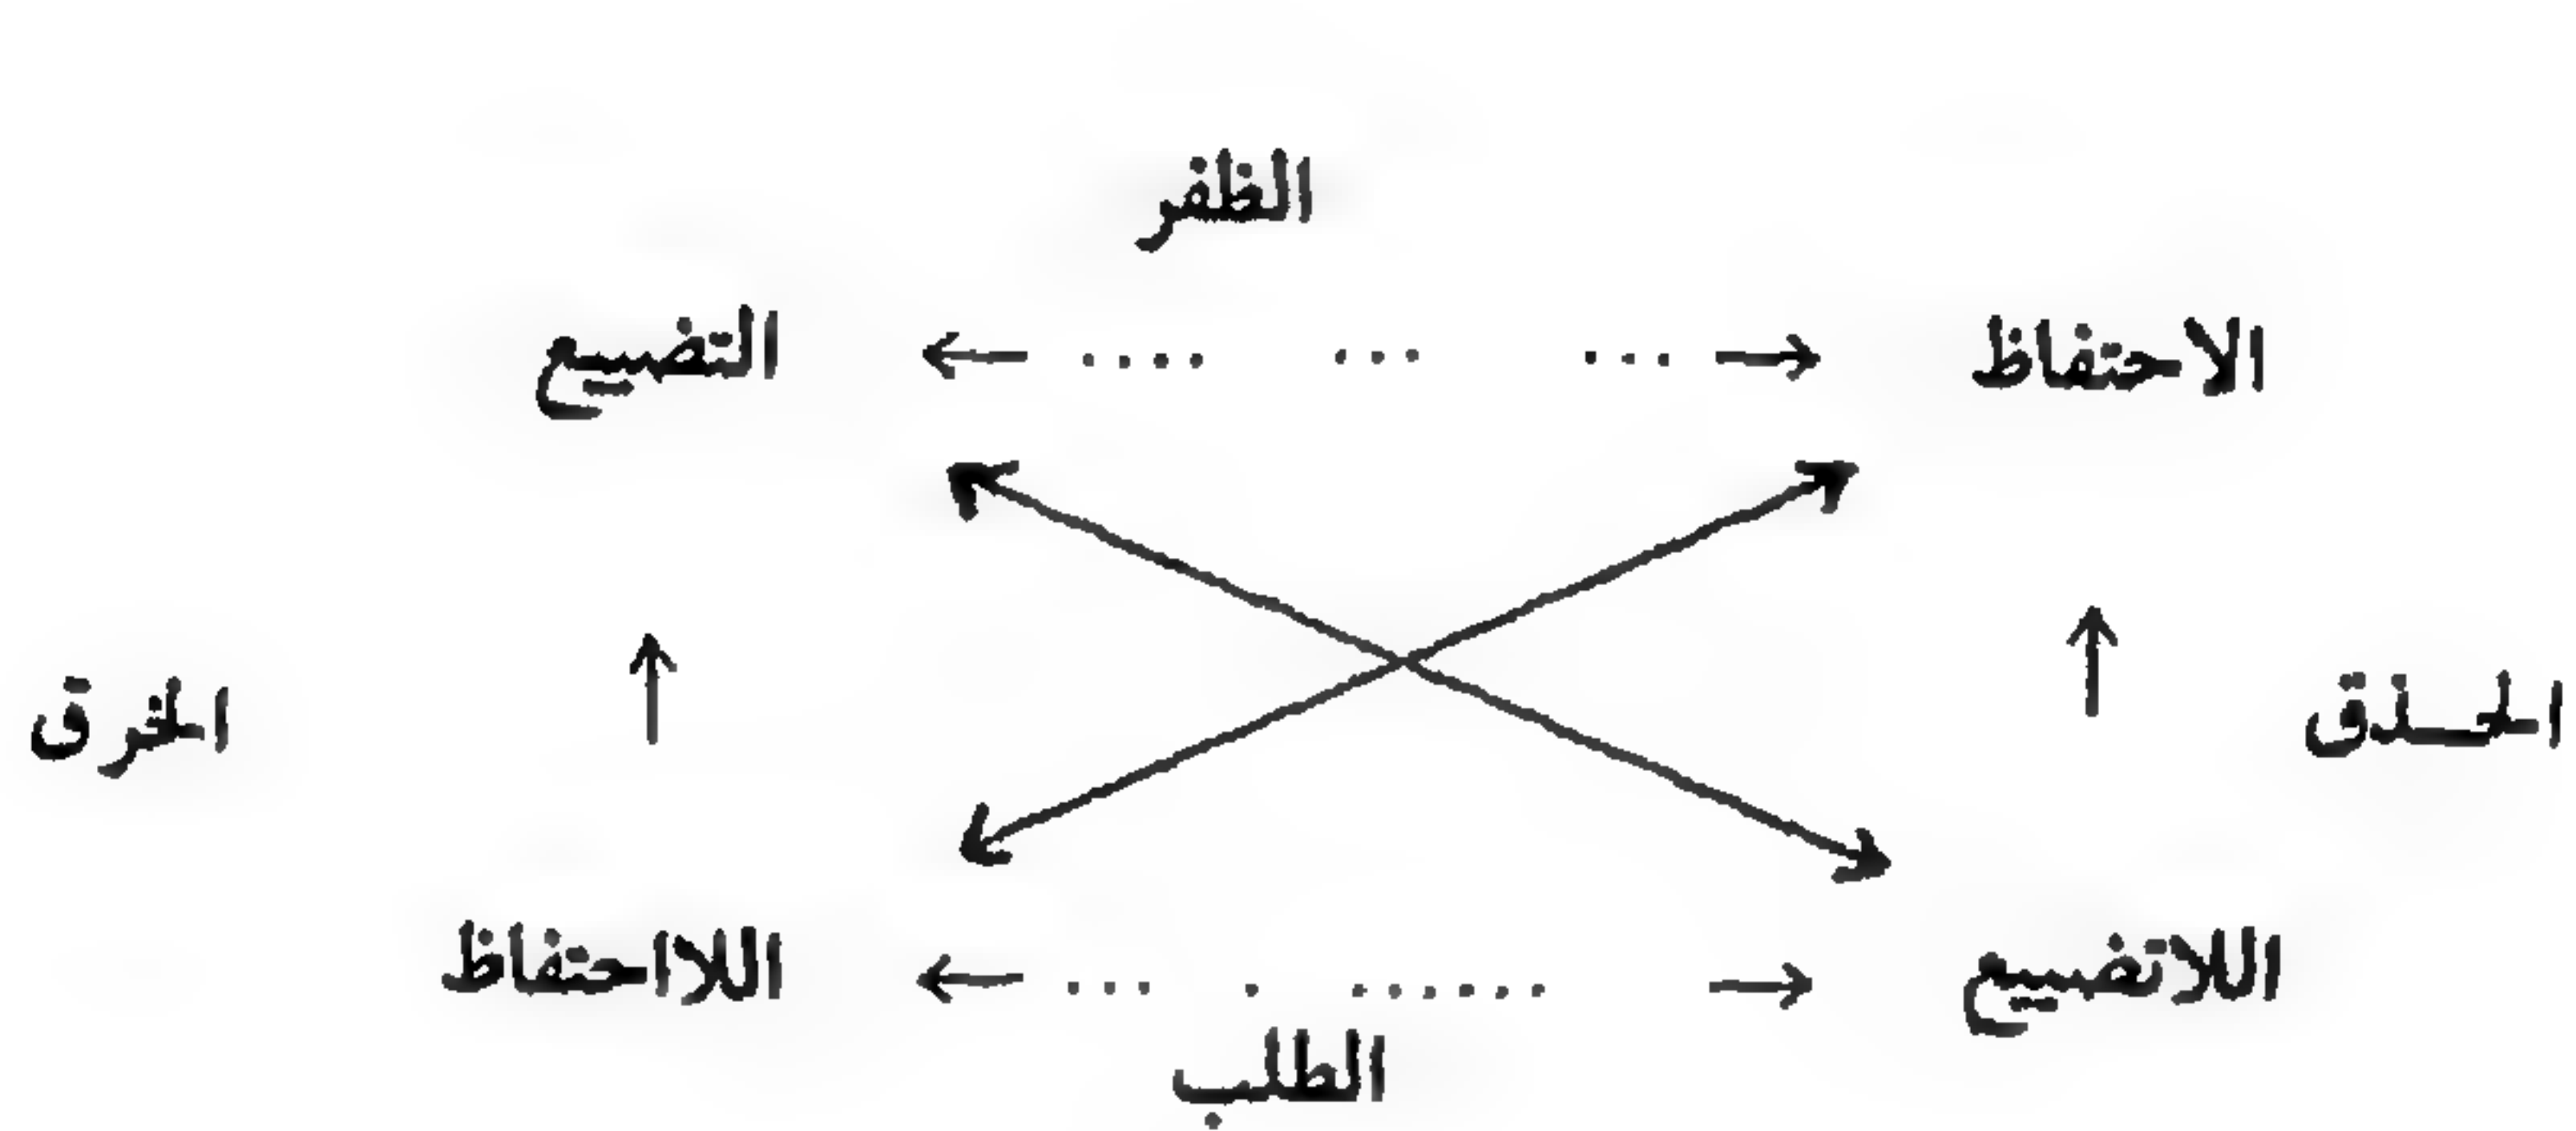 الظفر
الاحتفاظ ← .... ... ... → التضييع
الحذق ↑ ↑ الخرق
اللاتضييع ← ... . ...... → اللااحتفاظ
الطلب